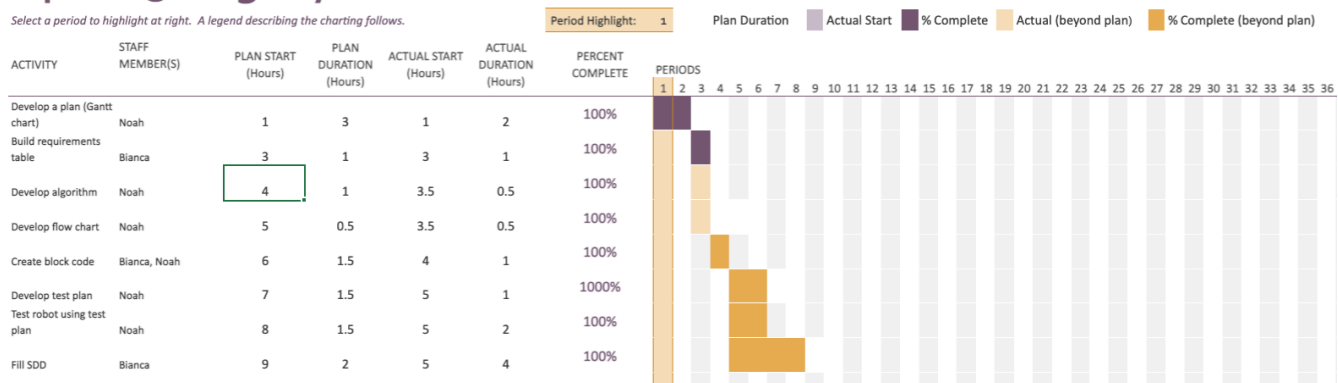 Select a period to highlight at right. A legend describing the charting follows.
Period Highlight: 1
Plan Duration Actual Start % Complete Actual (beyond plan) % Complete (beyond plan)
ACTIVITY STAFF MEMBER(S) PLAN START (Hours) PLAN DURATION (Hours) ACTUAL START (Hours) ACTUAL DURATION (Hours) PERCENT COMPLETE PERIODS
1 2 3 4 5 6 7 8 9 10 11 12 13 14 15 16 17 18 19 20 21 22 23 24 25 26 27 28 29 30 31 32 33 34 35 36
Develop a plan (Gantt
chart) Noah 1 3 1 2 100%
Build requirements
table Bianca 3 1 3 1 100%
Develop algorithm Noah 4 1 3.5 0.5 100%
Develop flow chart Noah 5 0.5 3.5 0.5 100%
Create block code Bianca, Noah 6 1.5 4 1 100%
Develop test plan Noah 7 1.5 5 1 1000%
Test robot using test
plan Noah 8 1.5 5 2 100%
Fill SDD Bianca 9 2 5 4 100%